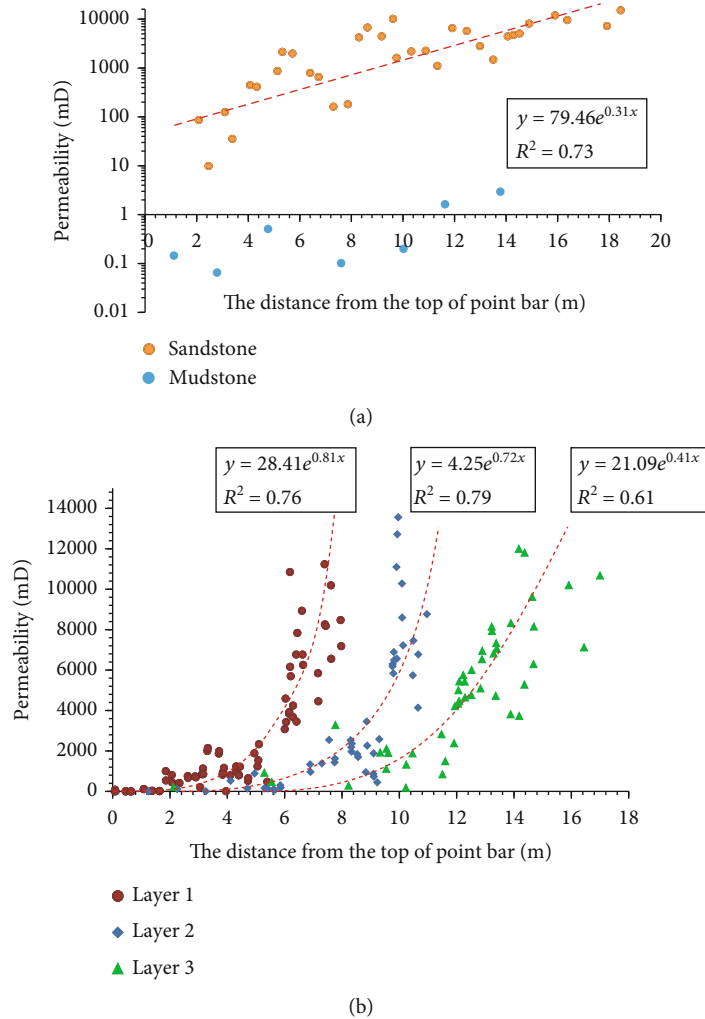 10000
1000
100
10
1
0.1
0.01
Permeability (mD)
y = 79.46e^{0.31x}
R² = 0.73
0 2 4 6 8 10 12 14 16 18 20
The distance from the top of point bar (m)
Sandstone
Mudstone
(a)
y = 28.41e^{0.81x}
R² = 0.76
y = 4.25e^{0.72x}
R² = 0.79
y = 21.09e^{0.41x}
R² = 0.61
14000
12000
10000
8000
6000
4000
2000
0
Permeability (mD)
0 2 4 6 8 10 12 14 16 18
The distance from the top of point bar (m)
Layer 1
Layer 2
Layer 3
(b)